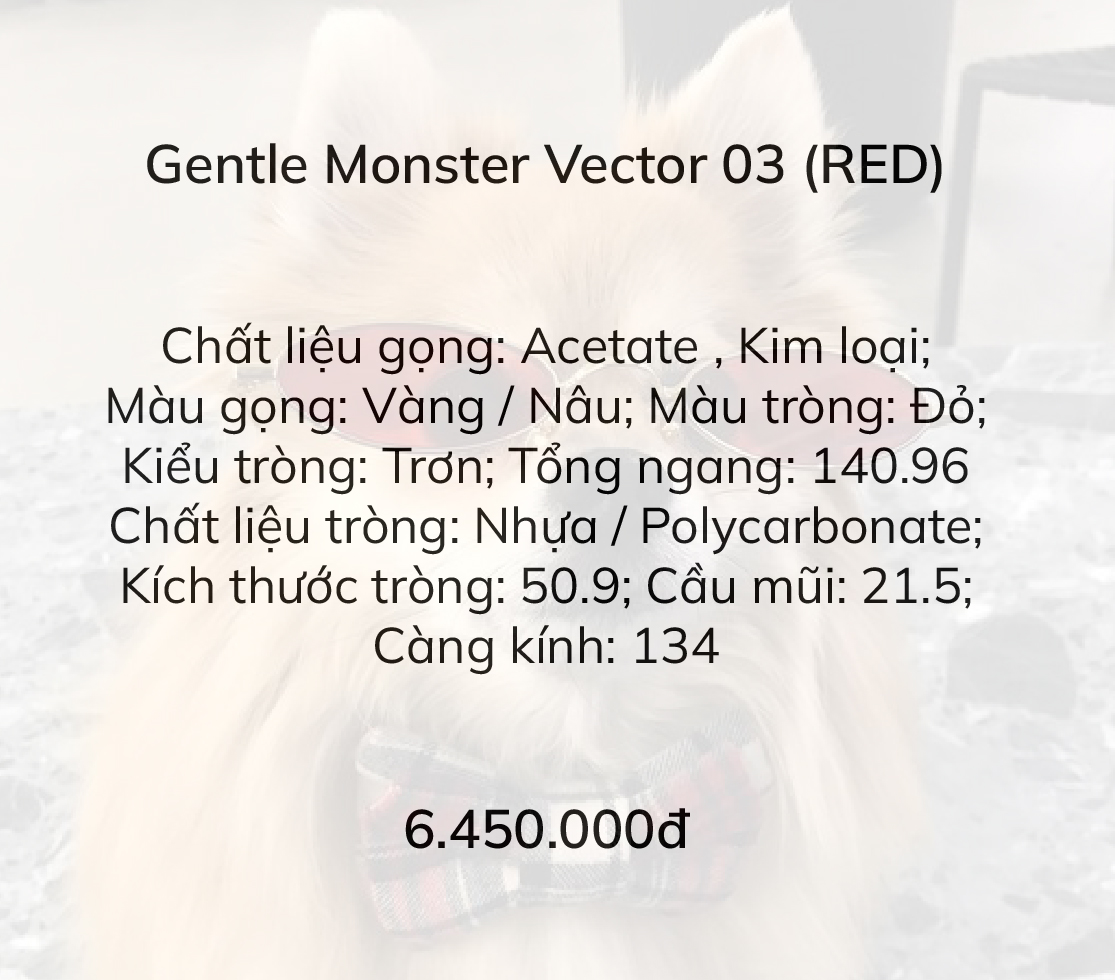 Gentle Monster Vector 03 (RED)
Chất liệu gọng: Acetate , Kim loại;
Màu gọng: Vàng / Nâu; Màu tròng: Đỏ;
Kiểu tròng: Trơn; Tổng ngang: 140.96
Chất liệu tròng: Nhựa / Polycarbonate;
Kích thước tròng: 50.9; Cầu mũi: 21.5;
Càng kính: 134
6.450.000đ